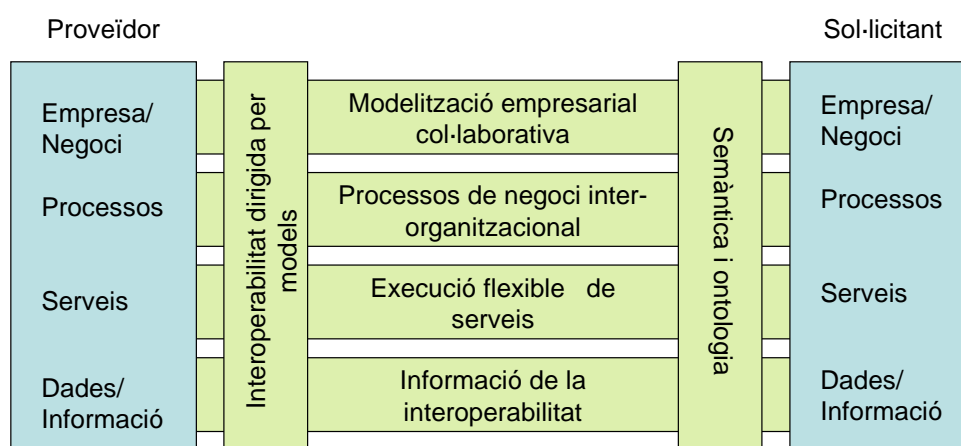 Proveïdor
Sol·licitant
Empresa/
Negoci
Processos
Serveis
Dades/
Informació
Interoperabilitat dirigida per
models
Modelització empresarial
col·laborativa
Processos de negoci inter-
organitzacional
Execució flexible de
serveis
Informació de la
interoperabilitat
Semàntica i ontologia
Empresa/
Negoci
Processos
Serveis
Dades/
Informació